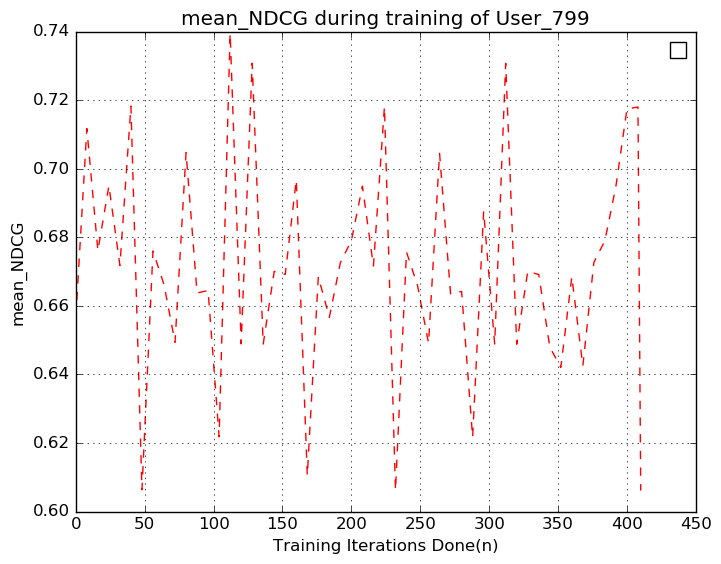 mean_NDCG during training of User_799
0.74
0.72
0.70
0.68
0.66
0.64
0.62
0.60
mean_NDCG
0 50 100 150 200 250 300 350 400 450
Training Iterations Done(n)